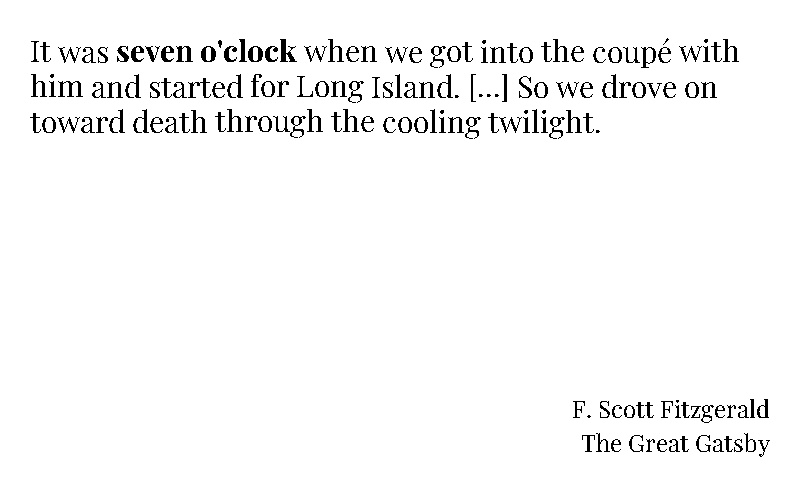 It was seven o'clock when we got into the coupé with
him and started for Long Island. [...] So we drove on
toward death through the cooling twilight.
F. Scott Fitzgerald
The Great Gatsby